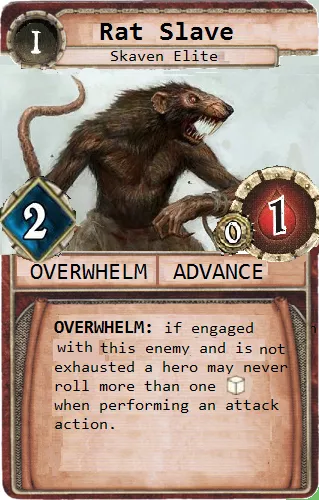 I
Rat Slave
Skaven Elite
2
0
1
OVERWHELM ADVANCE
OVERWHELM: if engaged
with this enemy and is not
exhausted a hero may never
roll more than one
when performing an attack
action.